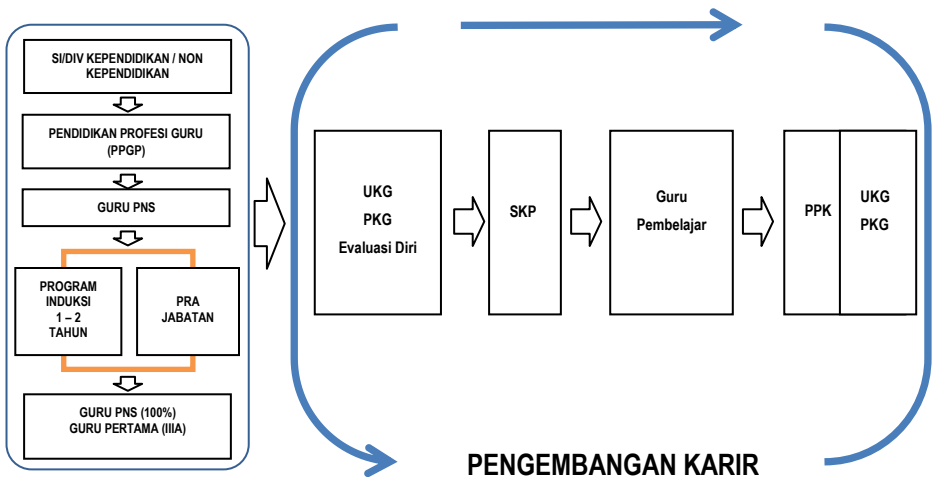 SI/DIV KEPENDIDIKAN / NON
KEPENDIDIKAN
PENDIDIKAN PROFESI GURU
(PPGP)
GURU PNS
PROGRAM
INDUKSI
1 – 2
TAHUN
PRA
JABATAN
GURU PNS (100%)
GURU PERTAMA (IIIA)
UKG
PKG
Evaluasi Diri
SKP
Guru
Pembelajar
PPK
UKG
PKG
PENGEMBANGAN KARIR